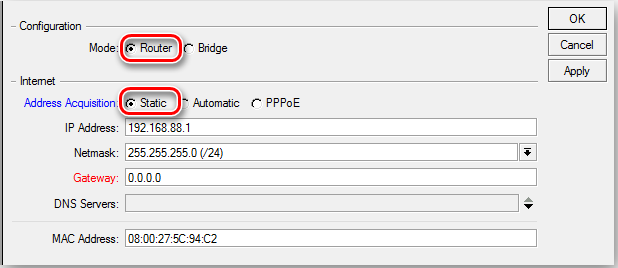 Configuration
OK
Mode: Router Bridge
Cancel
Internet
Apply
Address Acquisition: Static Automatic PPPoE
IP Address: 192.168.88.1
Netmask: 255.255.255.0 (/24)
Gateway: 0.0.0.0
DNS Servers:
MAC Address: 08:00:27:5C:94:C2